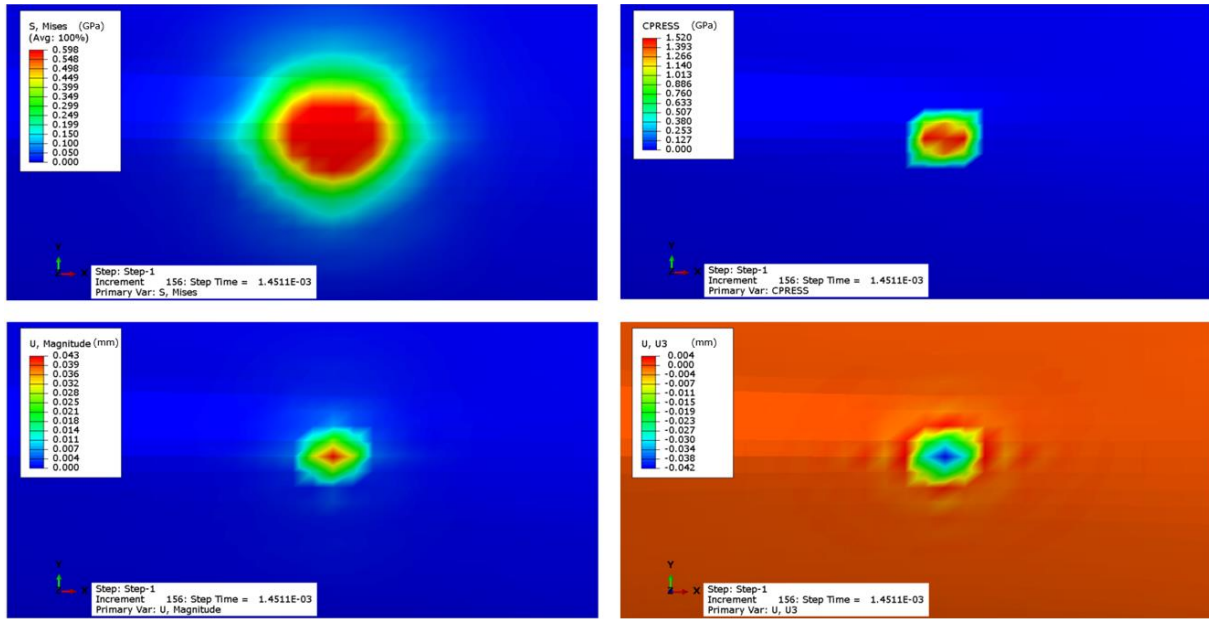 S, Mises (GPa)
(Avg: 100%)
0.598
0.548
0.498
0.449
0.399
0.349
0.299
0.249
0.199
0.150
0.100
0.050
0.000
Y
X
Step: Step-1
Increment 156: Step Time = 1.4511E-03
Primary Var: S, Mises
CPRESS (GPa)
1.520
1.393
1.266
1.140
1.013
0.886
0.760
0.633
0.507
0.380
0.253
0.127
0.000
Y
Z X
Step: Step-1
Increment 156: Step Time = 1.4511E-03
Primary Var: CPRESS
U, Magnitude (mm)
0.043
0.039
0.036
0.032
0.028
0.025
0.021
0.018
0.014
0.011
0.007
0.004
0.000
Y
Z X
Step: Step-1
Increment 156: Step Time = 1.4511E-03
Primary Var: U, Magnitude
U, U3 (mm)
0.004
0.000
-0.004
-0.007
-0.011
-0.015
-0.019
-0.023
-0.027
-0.030
-0.034
-0.038
-0.042
Y
Z X
Step: Step-1
Increment 156: Step Time = 1.4511E-03
Primary Var: U, U3